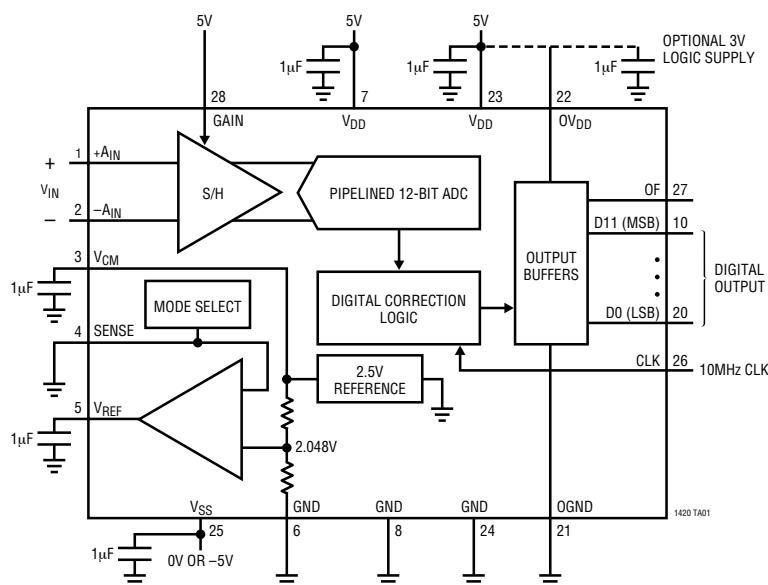 5V
5V
5V
OPTIONAL 3V
LOGIC SUPPLY
1µF
1µF
1µF
28
7
23
22
GAIN
VDD
VDD
OVDD
1
+AIN
+
VIN
–
2
–AIN
S/H
PIPELINED 12-BIT ADC
OUTPUT
BUFFERS
OF
27
D11 (MSB)
10
DIGITAL
OUTPUT
D0 (LSB)
20
CLK
26
10MHz CLK
3
VCM
1µF
MODE SELECT
DIGITAL CORRECTION
LOGIC
4
SENSE
2.5V
REFERENCE
5
VREF
1µF
2.048V
VSS
GND
GND
GND
OGND
1420 TA01
25
6
8
24
21
1µF
0V OR –5V